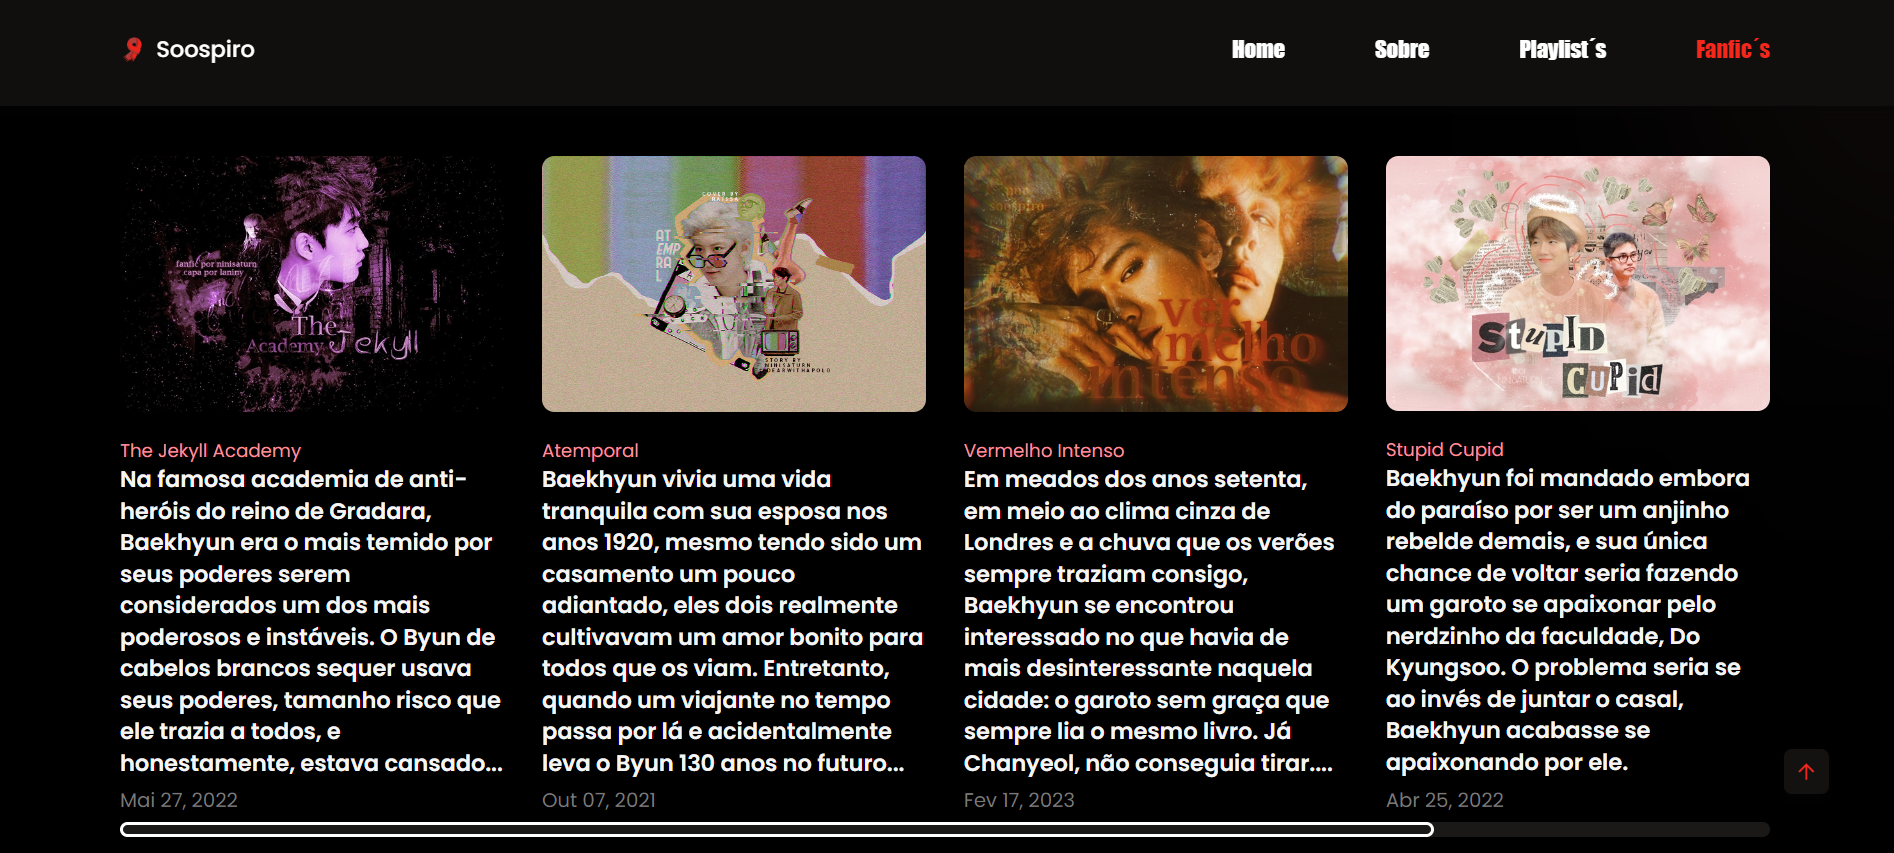 Soospiro
Home
Sobre
Playlist´s
Fanfic´s
fanfic por ninisaturn
capa por laniny
The
Academy Jekyll
COVER BY
RAISSA
AT
EMP
RA
L
STORY BY
NINISATURN
DEARWITHAPOLO
por
soospiro
ver
melho
intenso
STUPID
CUPID
The Jekyll Academy
Na famosa academia de anti-
heróis do reino de Gradara,
Baekhyun era o mais temido por
seus poderes serem
considerados um dos mais
poderosos e instáveis. O Byun de
cabelos brancos sequer usava
seus poderes, tamanho risco que
ele trazia a todos, e
honestamente, estava cansado...
Mai 27, 2022
Atemporal
Baekhyun vivia uma vida
tranquila com sua esposa nos
anos 1920, mesmo tendo sido um
casamento um pouco
adiantado, eles dois realmente
cultivavam um amor bonito para
todos que os viam. Entretanto,
quando um viajante no tempo
passa por lá e acidentalmente
leva o Byun 130 anos no futuro...
Out 07, 2021
Vermelho Intenso
Em meados dos anos setenta,
em meio ao clima cinza de
Londres e a chuva que os verões
sempre traziam consigo,
Baekhyun se encontrou
interessado no que havia de
mais desinteressante naquela
cidade: o garoto sem graça que
sempre lia o mesmo livro. Já
Chanyeol, não conseguia tirar....
Fev 17, 2023
Stupid Cupid
Baekhyun foi mandado embora
do paraíso por ser um anjinho
rebelde demais, e sua única
chance de voltar seria fazendo
um garoto se apaixonar pelo
nerdzinho da faculdade, Do
Kyungsoo. O problema seria se
ao invés de juntar o casal,
Baekhyun acabasse se
apaixonando por ele.
Abr 25, 2022